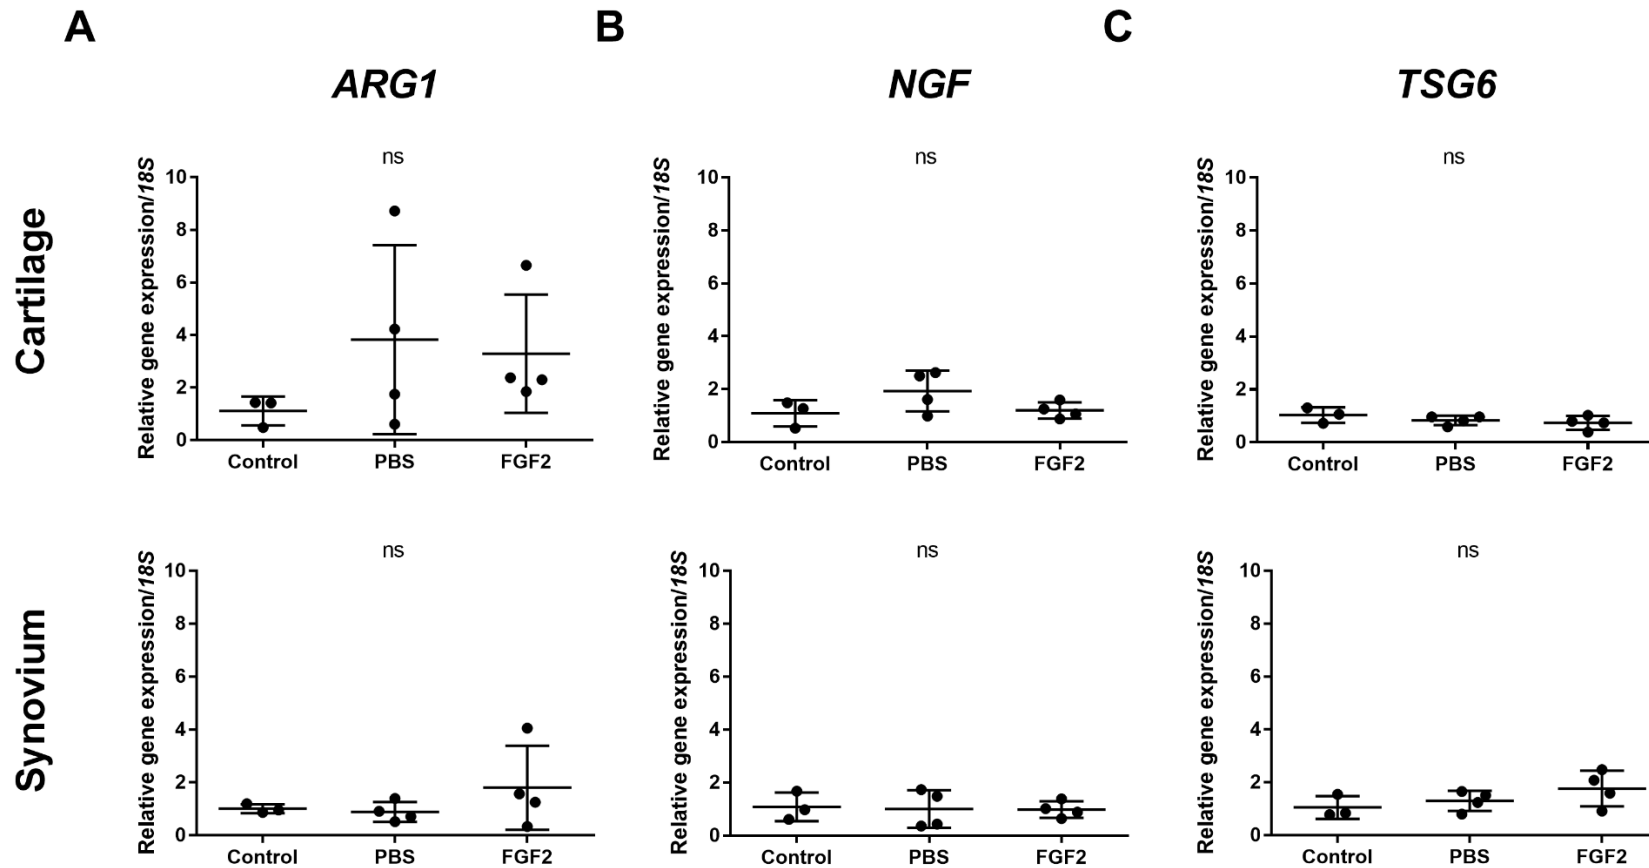 A
B
C
ARG1
NGF
TSG6
Cartilage
Relative gene expression/18S
ns
10
8
6
4
2
0
Control
PBS
FGF2
Relative gene expression/18S
ns
10
8
6
4
2
0
Control
PBS
FGF2
Relative gene expression/18S
ns
10
8
6
4
2
0
Control
PBS
FGF2
Synovium
Relative gene expression/18S
ns
10
8
6
4
2
0
Control
PBS
FGF2
Relative gene expression/18S
ns
10
8
6
4
2
0
Control
PBS
FGF2
Relative gene expression/18S
ns
10
8
6
4
2
0
Control
PBS
FGF2